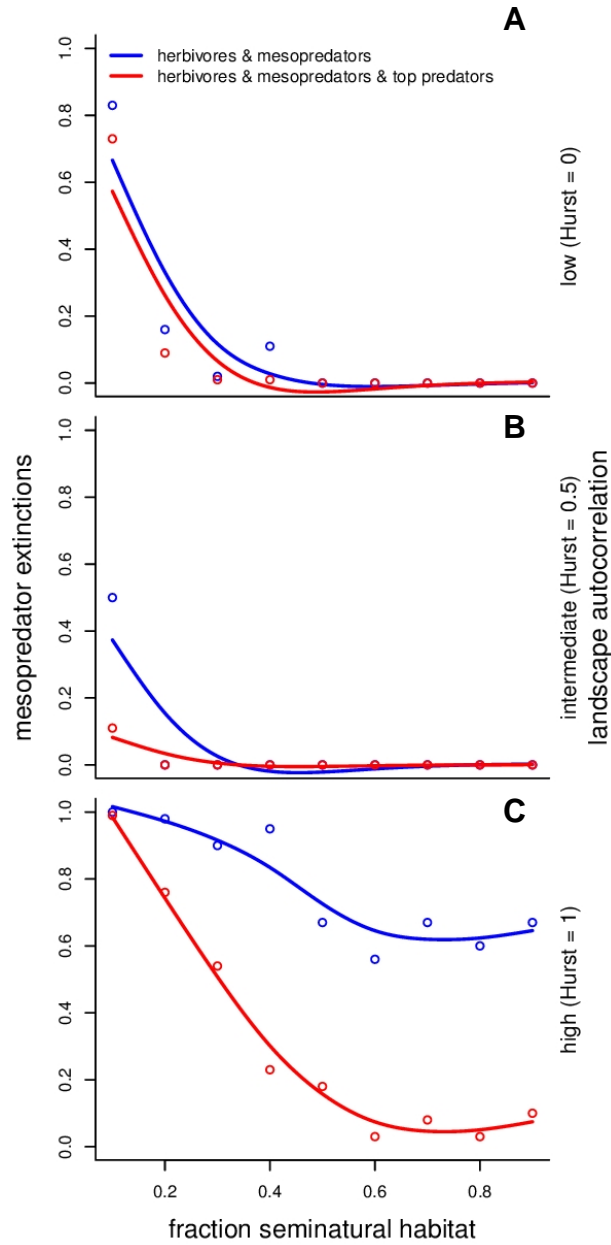 A
1.0
0.8
0.6
0.4
0.2
0.0
herbivores & mesopredators
herbivores & mesopredators & top predators
low (Hurst = 0)
B
1.0
0.8
0.6
0.4
0.2
0.0
intermediate (Hurst = 0.5)
C
1.0
0.8
0.6
0.4
0.2
0.0
high (Hurst = 1)
mesopredator extinctions
landscape autocorrelation
0.2 0.4 0.6 0.8
fraction seminatural habitat